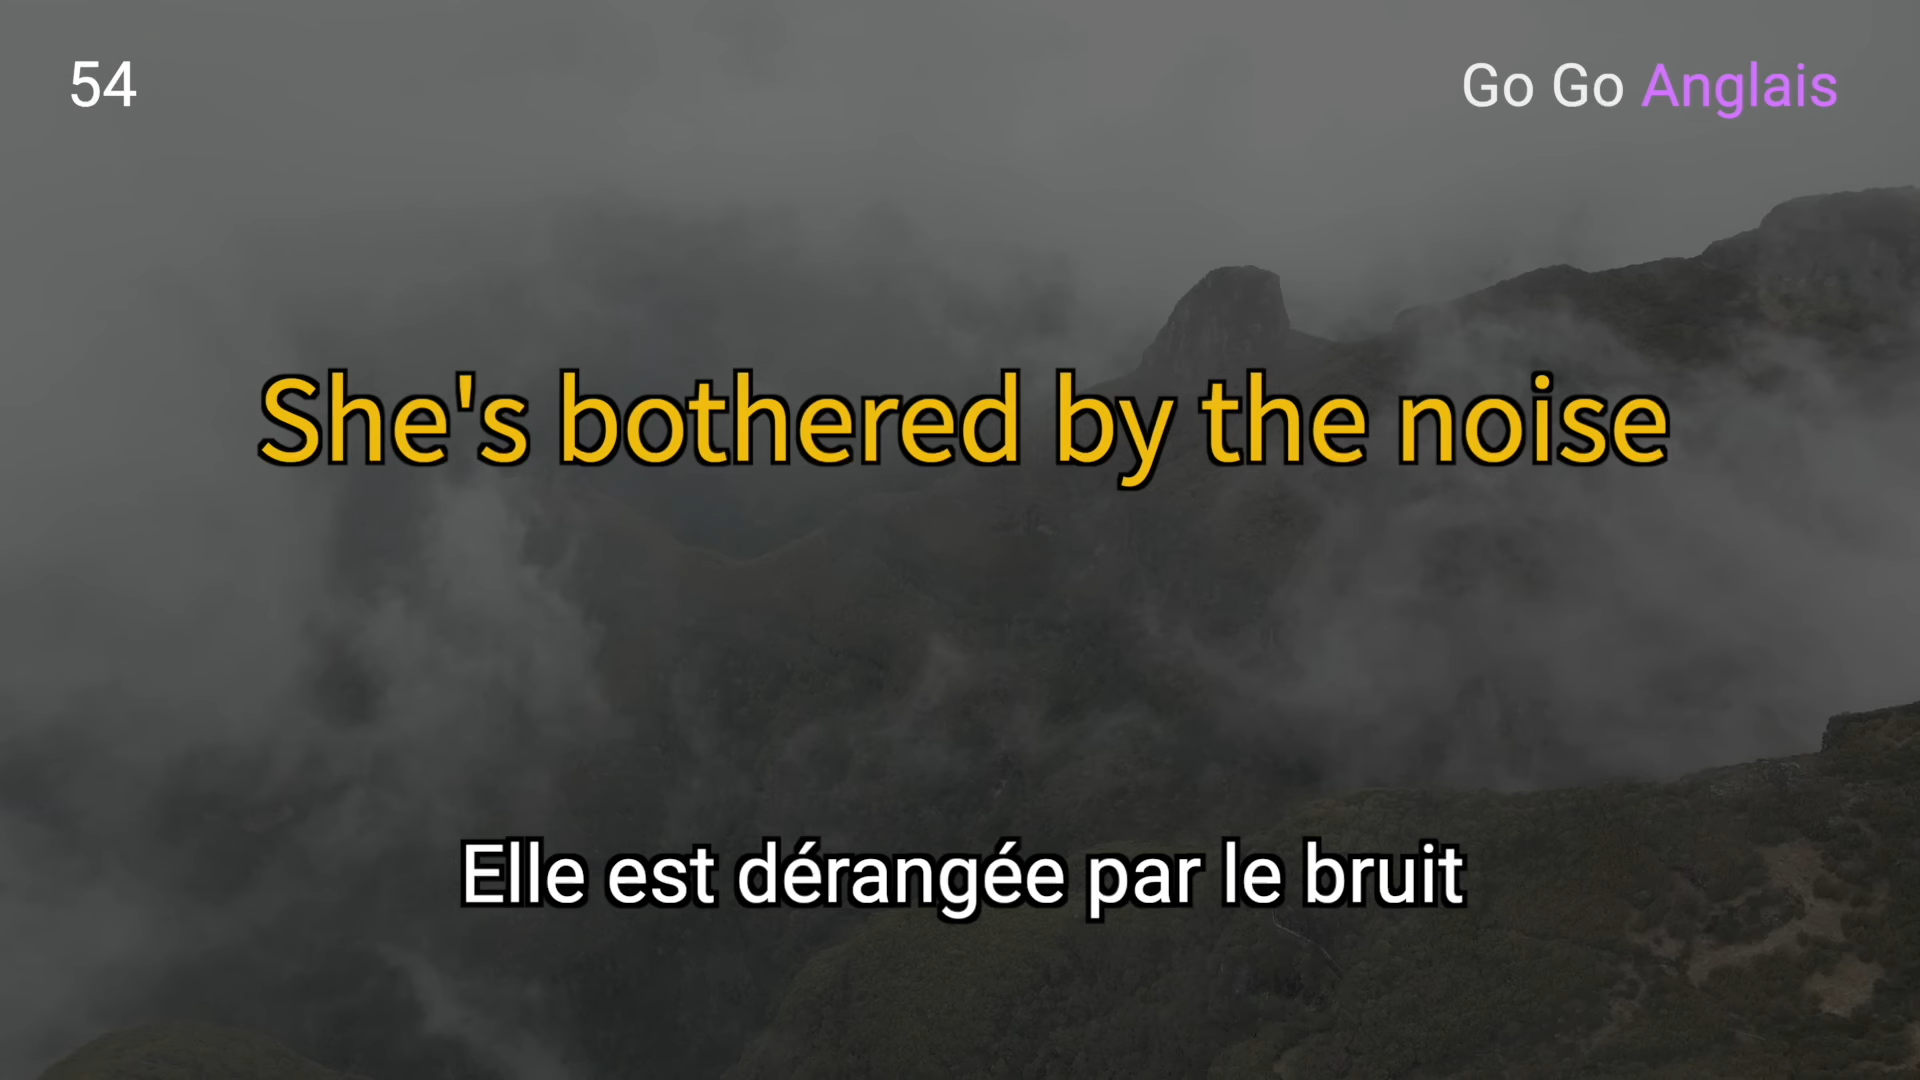 54
Go Go Anglais
She's bothered by the noise
Elle est dérangée par le bruit